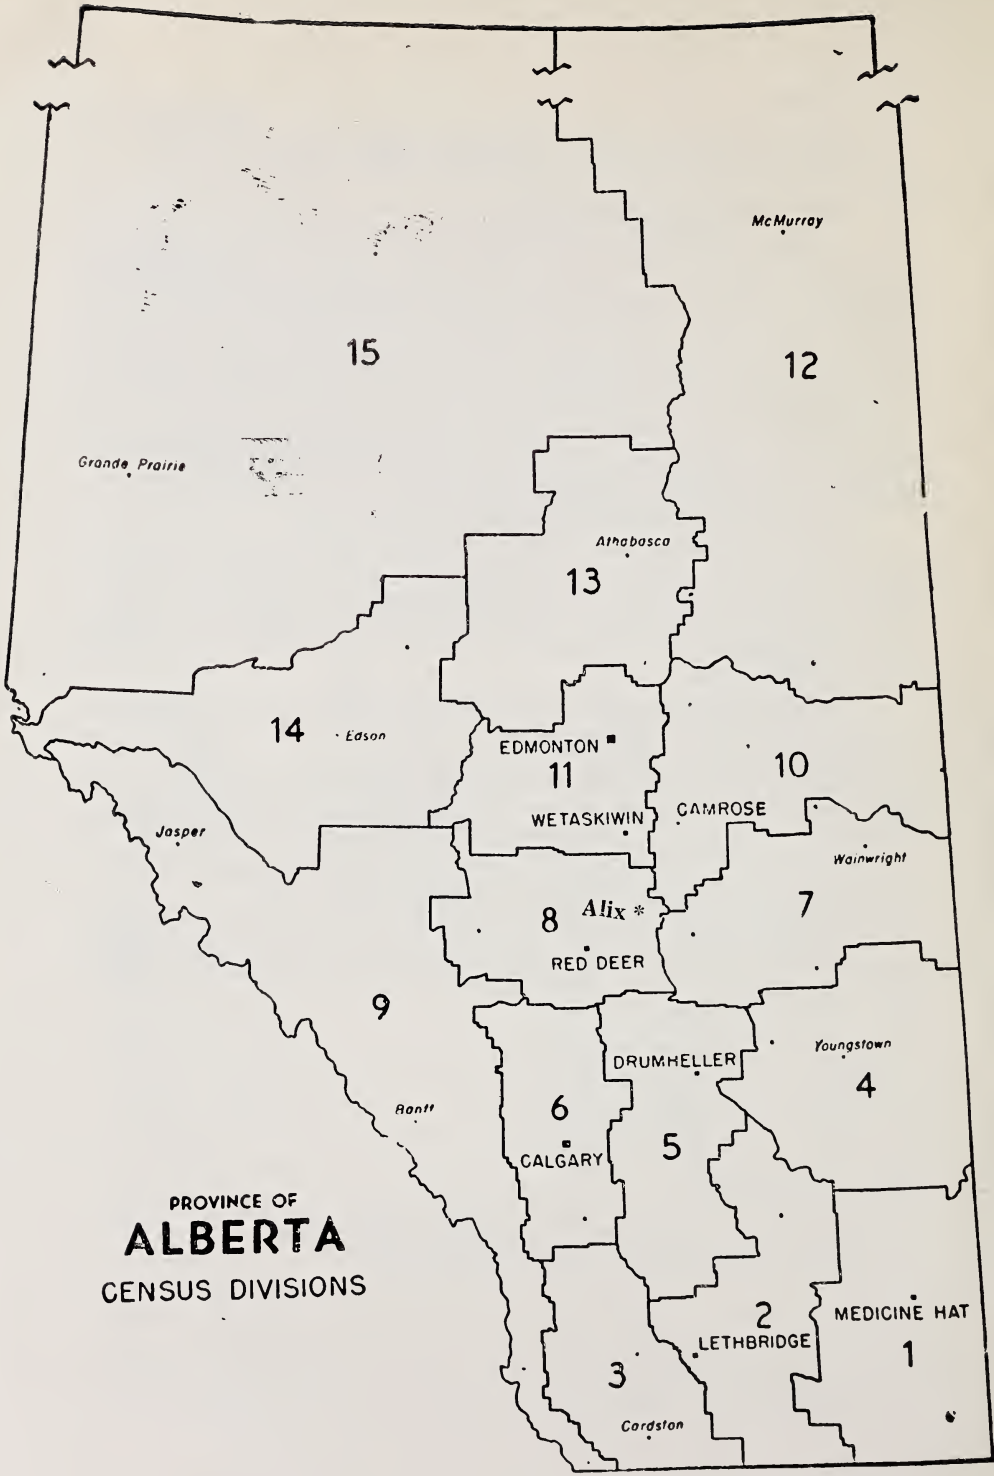 McMurray
15
12
Grande Prairie
Athabasca
13
14
Edson
EDMONTON
11
10
WETASKIWIN
CAMROSE
Jasper
Wainwright
8
Alix *
7
RED DEER
9
Youngstown
DRUMHELLER
4
Banff
6
5
CALGARY
PROVINCE OF
ALBERTA
CENSUS DIVISIONS
2
MEDICINE HAT
LETHBRIDGE
1
3
Cardston